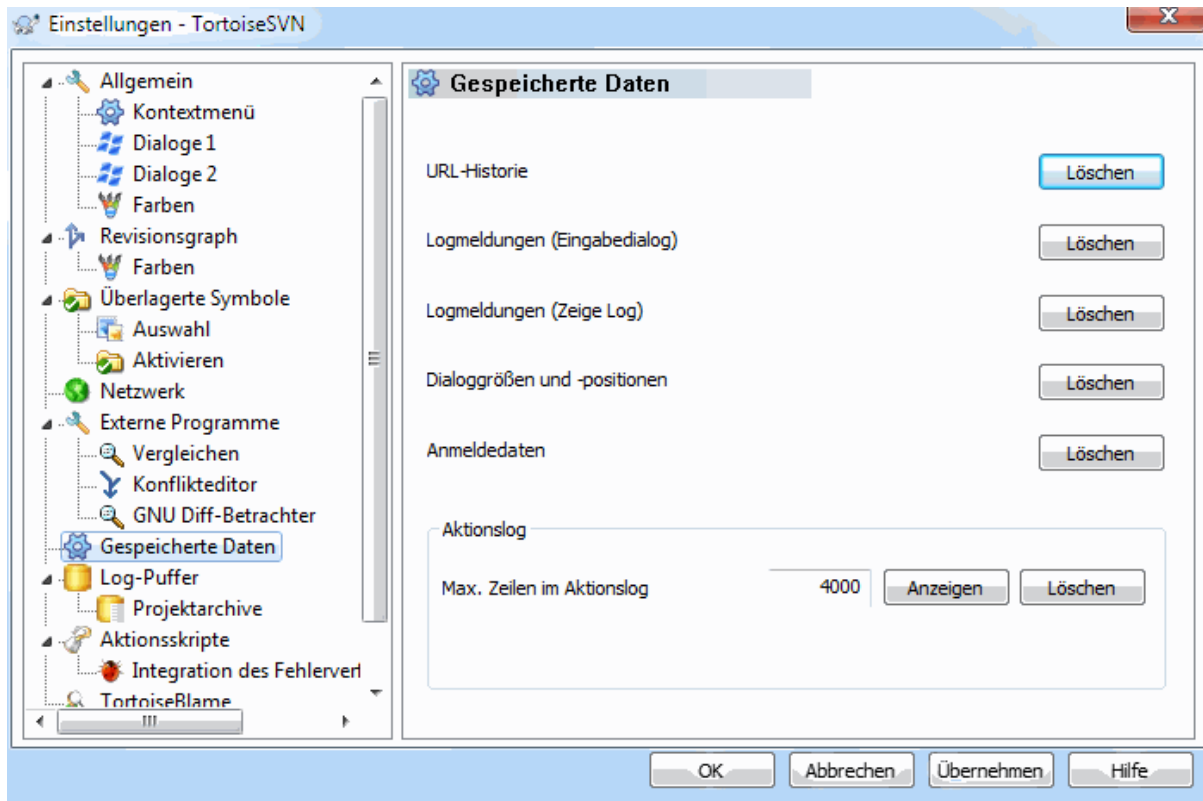 Einstellungen - TortoiseSVN
Allgemein
Kontextmenü
Dialoge 1
Dialoge 2
Farben
Revisionsgraph
Farben
Überlagerte Symbole
Auswahl
Aktivieren
Netzwerk
Externe Programme
Vergleichen
Konflikteditor
GNU Diff-Betrachter
Gespeicherte Daten
Log-Puffer
Projektarchive
Aktionsskripte
Integration des Fehlervert
TortoiseBlame
Gespeicherte Daten
URL-Historie
Löschen
Logmeldungen (Eingabedialog)
Löschen
Logmeldungen (Zeige Log)
Löschen
Dialoggrößen und -positionen
Löschen
Anmeldedaten
Löschen
Aktionslog
Max. Zeilen im Aktionslog 4000 Anzeigen Löschen
OK Abbrechen Übernehmen Hilfe